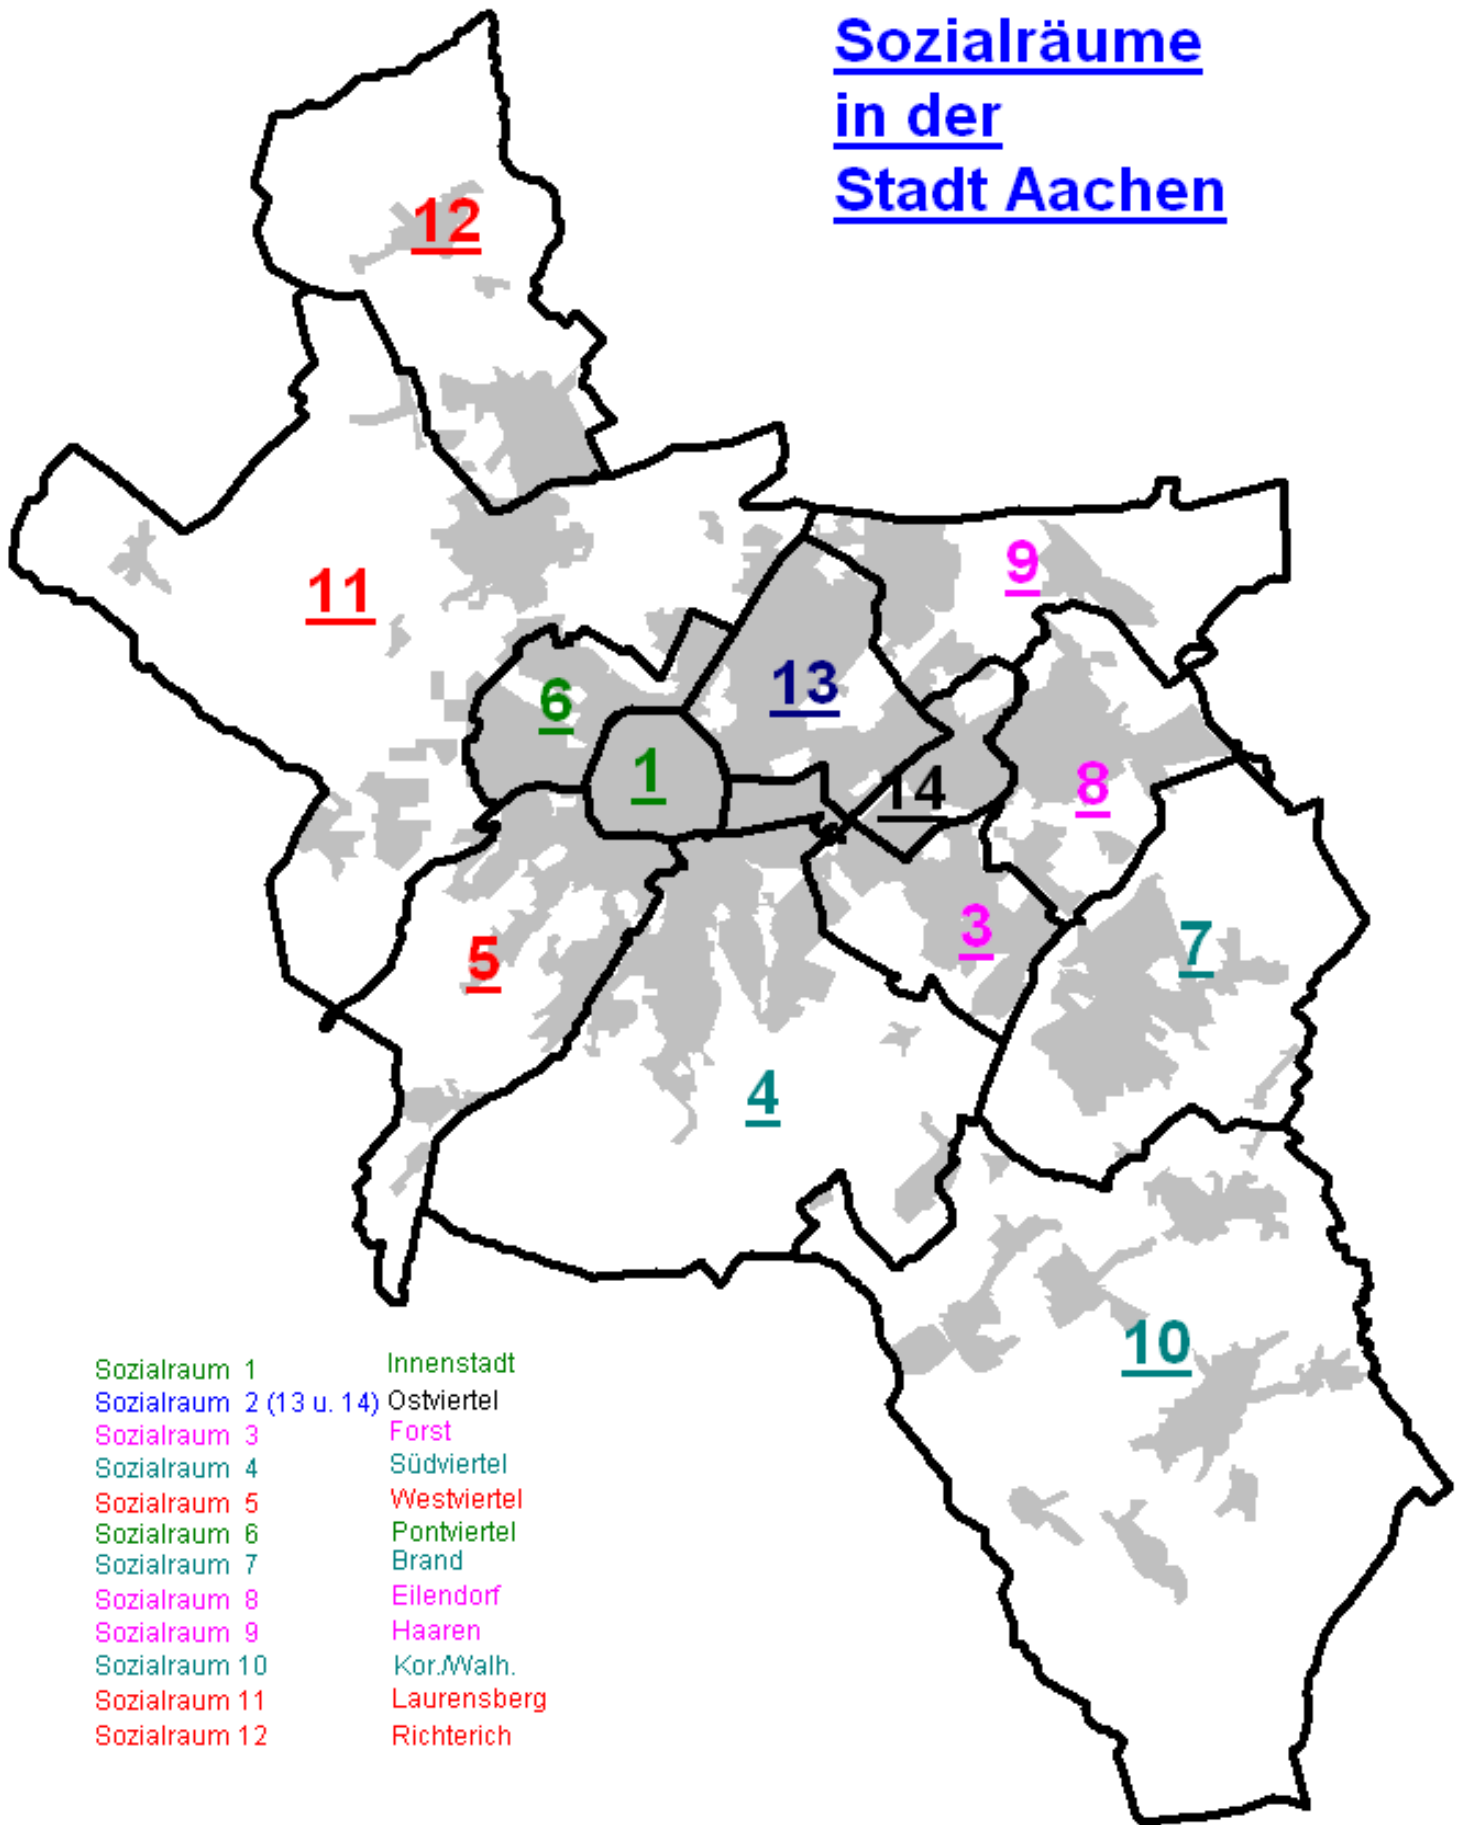 Sozialräume
in der
Stadt Aachen
12
9
11
13
6
1
14
8
3
7
5
4
10
Sozialraum 1 Innenstadt
Sozialraum 2 (13 u. 14) Ostviertel
Sozialraum 3 Forst
Sozialraum 4 Südviertel
Sozialraum 5 Westviertel
Sozialraum 6 Pontviertel
Sozialraum 7 Brand
Sozialraum 8 Eilendorf
Sozialraum 9 Haaren
Sozialraum 10 Kor./Walh.
Sozialraum 11 Laurensberg
Sozialraum 12 Richterich